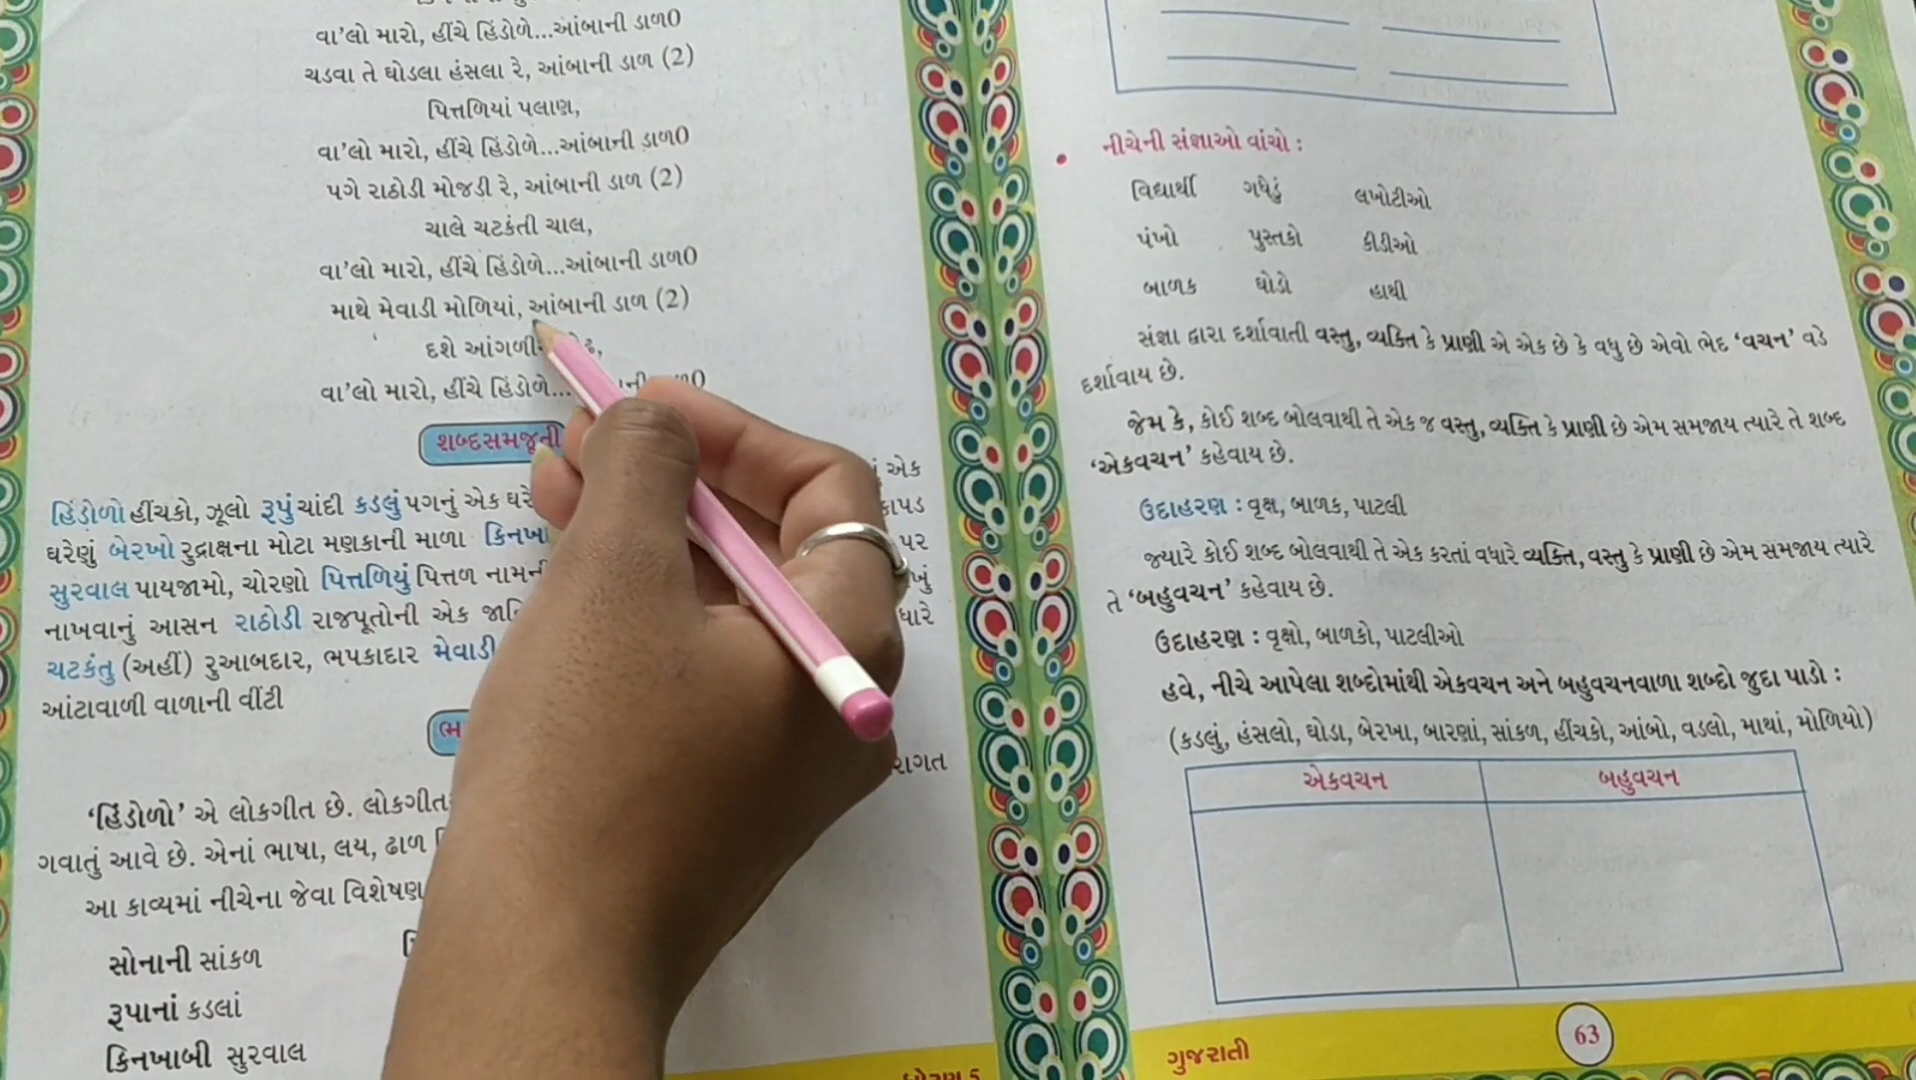 વા'લો મારો, હીંચે હિંડોળે...આંબાની ડાળ0
ચડવા તે ઘોડલા હંસલા રે, આંબાની ડાળ (2)
પિત્તળિયાં પલાણ,
વા'લો મારો, હીંચે હિંડોળે...આંબાની ડાળ0
પગે રાઠોડી મોજડી રે, આંબાની ડાળ (2)
ચાલે ચટકંતી ચાલ,
વા'લો મારો, હીંચે હિંડોળે...આંબાની ડાળ0
માથે મેવાડી મોળિયાં, આંબાની ડાળ (2)
દશે આંગળી
વા'લો મારો, હીંચે હિંડોળે...
શબ્દસમજૂતી
એક
હિંડોળો હીંચકો, ઝૂલો રૂપું ચાંદી કડલું પગનું એક ઘરે
ઘરેણું બેરખો રુદ્રાક્ષના મોટા મણકાની માળા કિનખા પર
સુરવાલ પાયજામો, ચોરણો પિત્તળિયું પિત્તળ નામની
નાખવાનું આસન રાઠોડી રાજપૂતોની એક જાતિ
ચટકંતુ (અહીં) રુઆબદાર, ભપકાદાર મેવાડી
આંટાવાળી વાળાની વીંટી
‘હિંડોળો’ એ લોકગીત છે. લોકગીત
ગવાતું આવે છે. એનાં ભાષા, લય, ઢાળ
આ કાવ્યમાં નીચેના જેવા વિશેષણ
સોનાની સાંકળ
રૂપાનાં કડલાં
કિનખાબી સુરવાલ
• નીચેની સંજ્ઞાઓ વાંચો :
વિદ્યાર્થી ગધેડું લખોટીઓ
પંખો પુસ્તકો કીડીઓ
બાળક ઘોડો હાથી
સંજ્ઞા દ્વારા દર્શાવાતી વસ્તુ, વ્યક્તિ કે પ્રાણી એ એક છે કે વધુ છે એવો ભેદ ‘વચન’ વડે
દર્શાવાય છે.
જેમ કે, કોઈ શબ્દ બોલવાથી તે એક જ વસ્તુ, વ્યક્તિ કે પ્રાણી છે એમ સમજાય ત્યારે તે શબ્દ
‘એકવચન’ કહેવાય છે.
ઉદાહરણ : વૃક્ષ, બાળક, પાટલી
જ્યારે કોઈ શબ્દ બોલવાથી તે એક કરતાં વધારે વ્યક્તિ, વસ્તુ કે પ્રાણી છે એમ સમજાય ત્યારે
તે ‘બહુવચન’ કહેવાય છે.
ઉદાહરણ : વૃક્ષો, બાળકો, પાટલીઓ
હવે, નીચે આપેલા શબ્દોમાંથી એકવચન અને બહુવચનવાળા શબ્દો જુદા પાડો :
(કડલું, હંસલો, ઘોડા, બેરખા, બારણાં, સાંકળ, હીંચકો, આંબો, વડલો, માથાં, મોળિયો)
એકવચન બહુવચન
ગુજરાતી 63